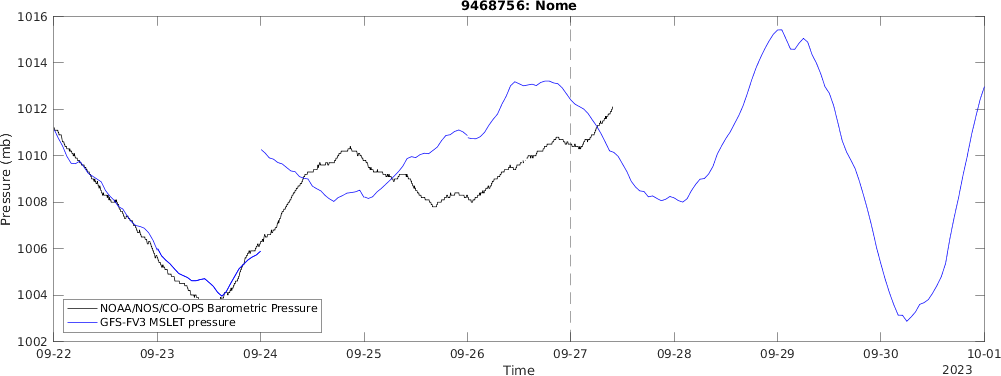 9468756: Nome
1016
1014
1012
1010
1008
1006
1004
1002
Pressure (mb)
NOAA/NOS/CO-OPS Barometric Pressure
GFS-FV3 MSLET pressure
09-22 09-23 09-24 09-25 09-26 09-27 09-28 09-29 09-30 10-01
Time
2023